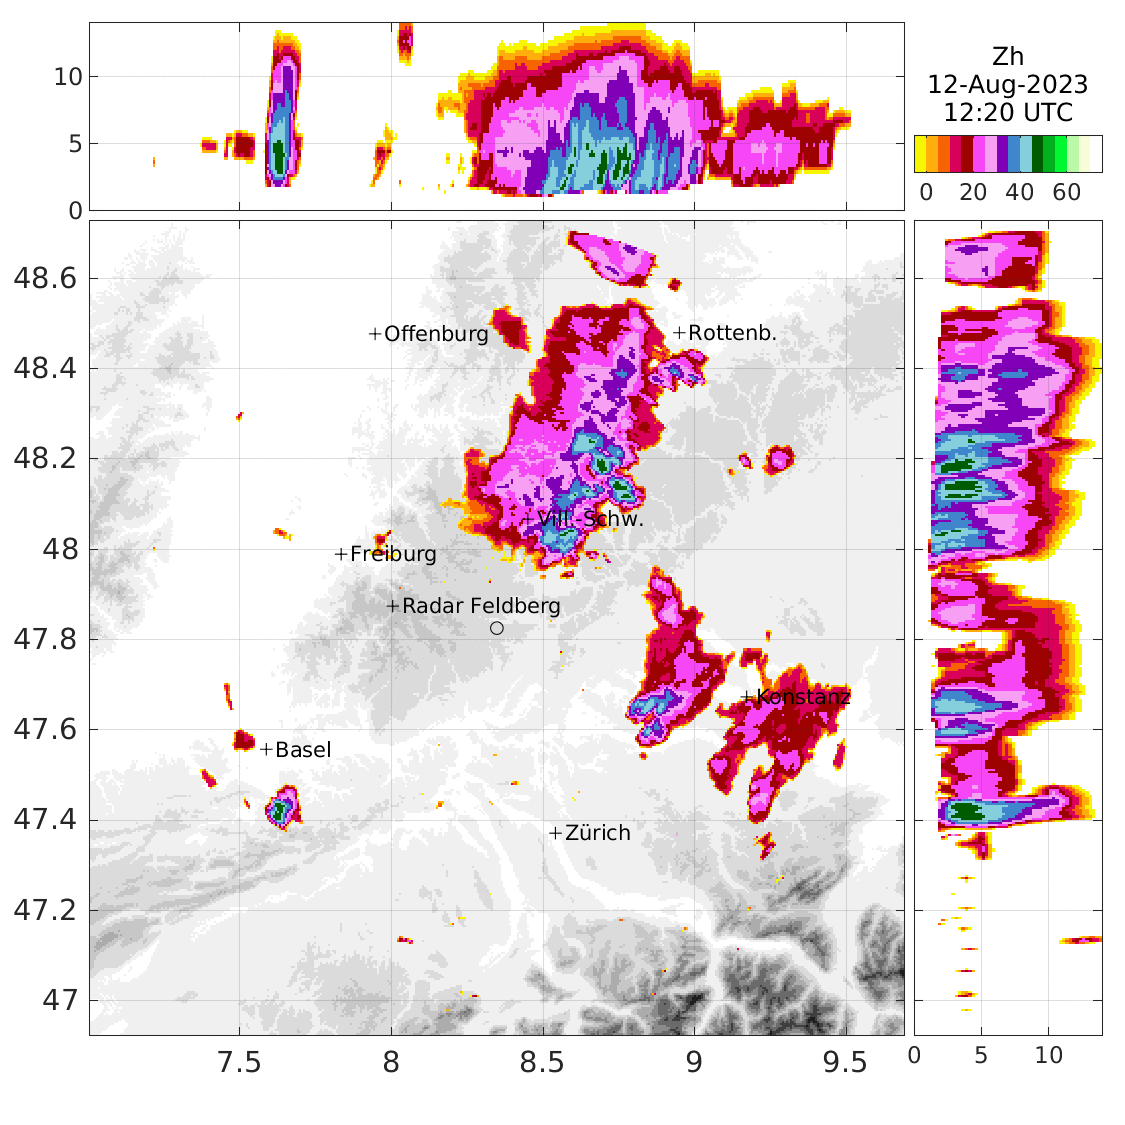 10
5
0
Zh
12-Aug-2023
12:20 UTC
0 20 40 60
48.6
48.4
48.2
48
47.8
47.6
47.4
47.2
47
+Offenburg
+Rottenb.
+Vill.-Schw.
+Freiburg
+Radar Feldberg
+Konstanz
+Basel
+Zürich
7.5 8 8.5 9 9.5
0 5 10